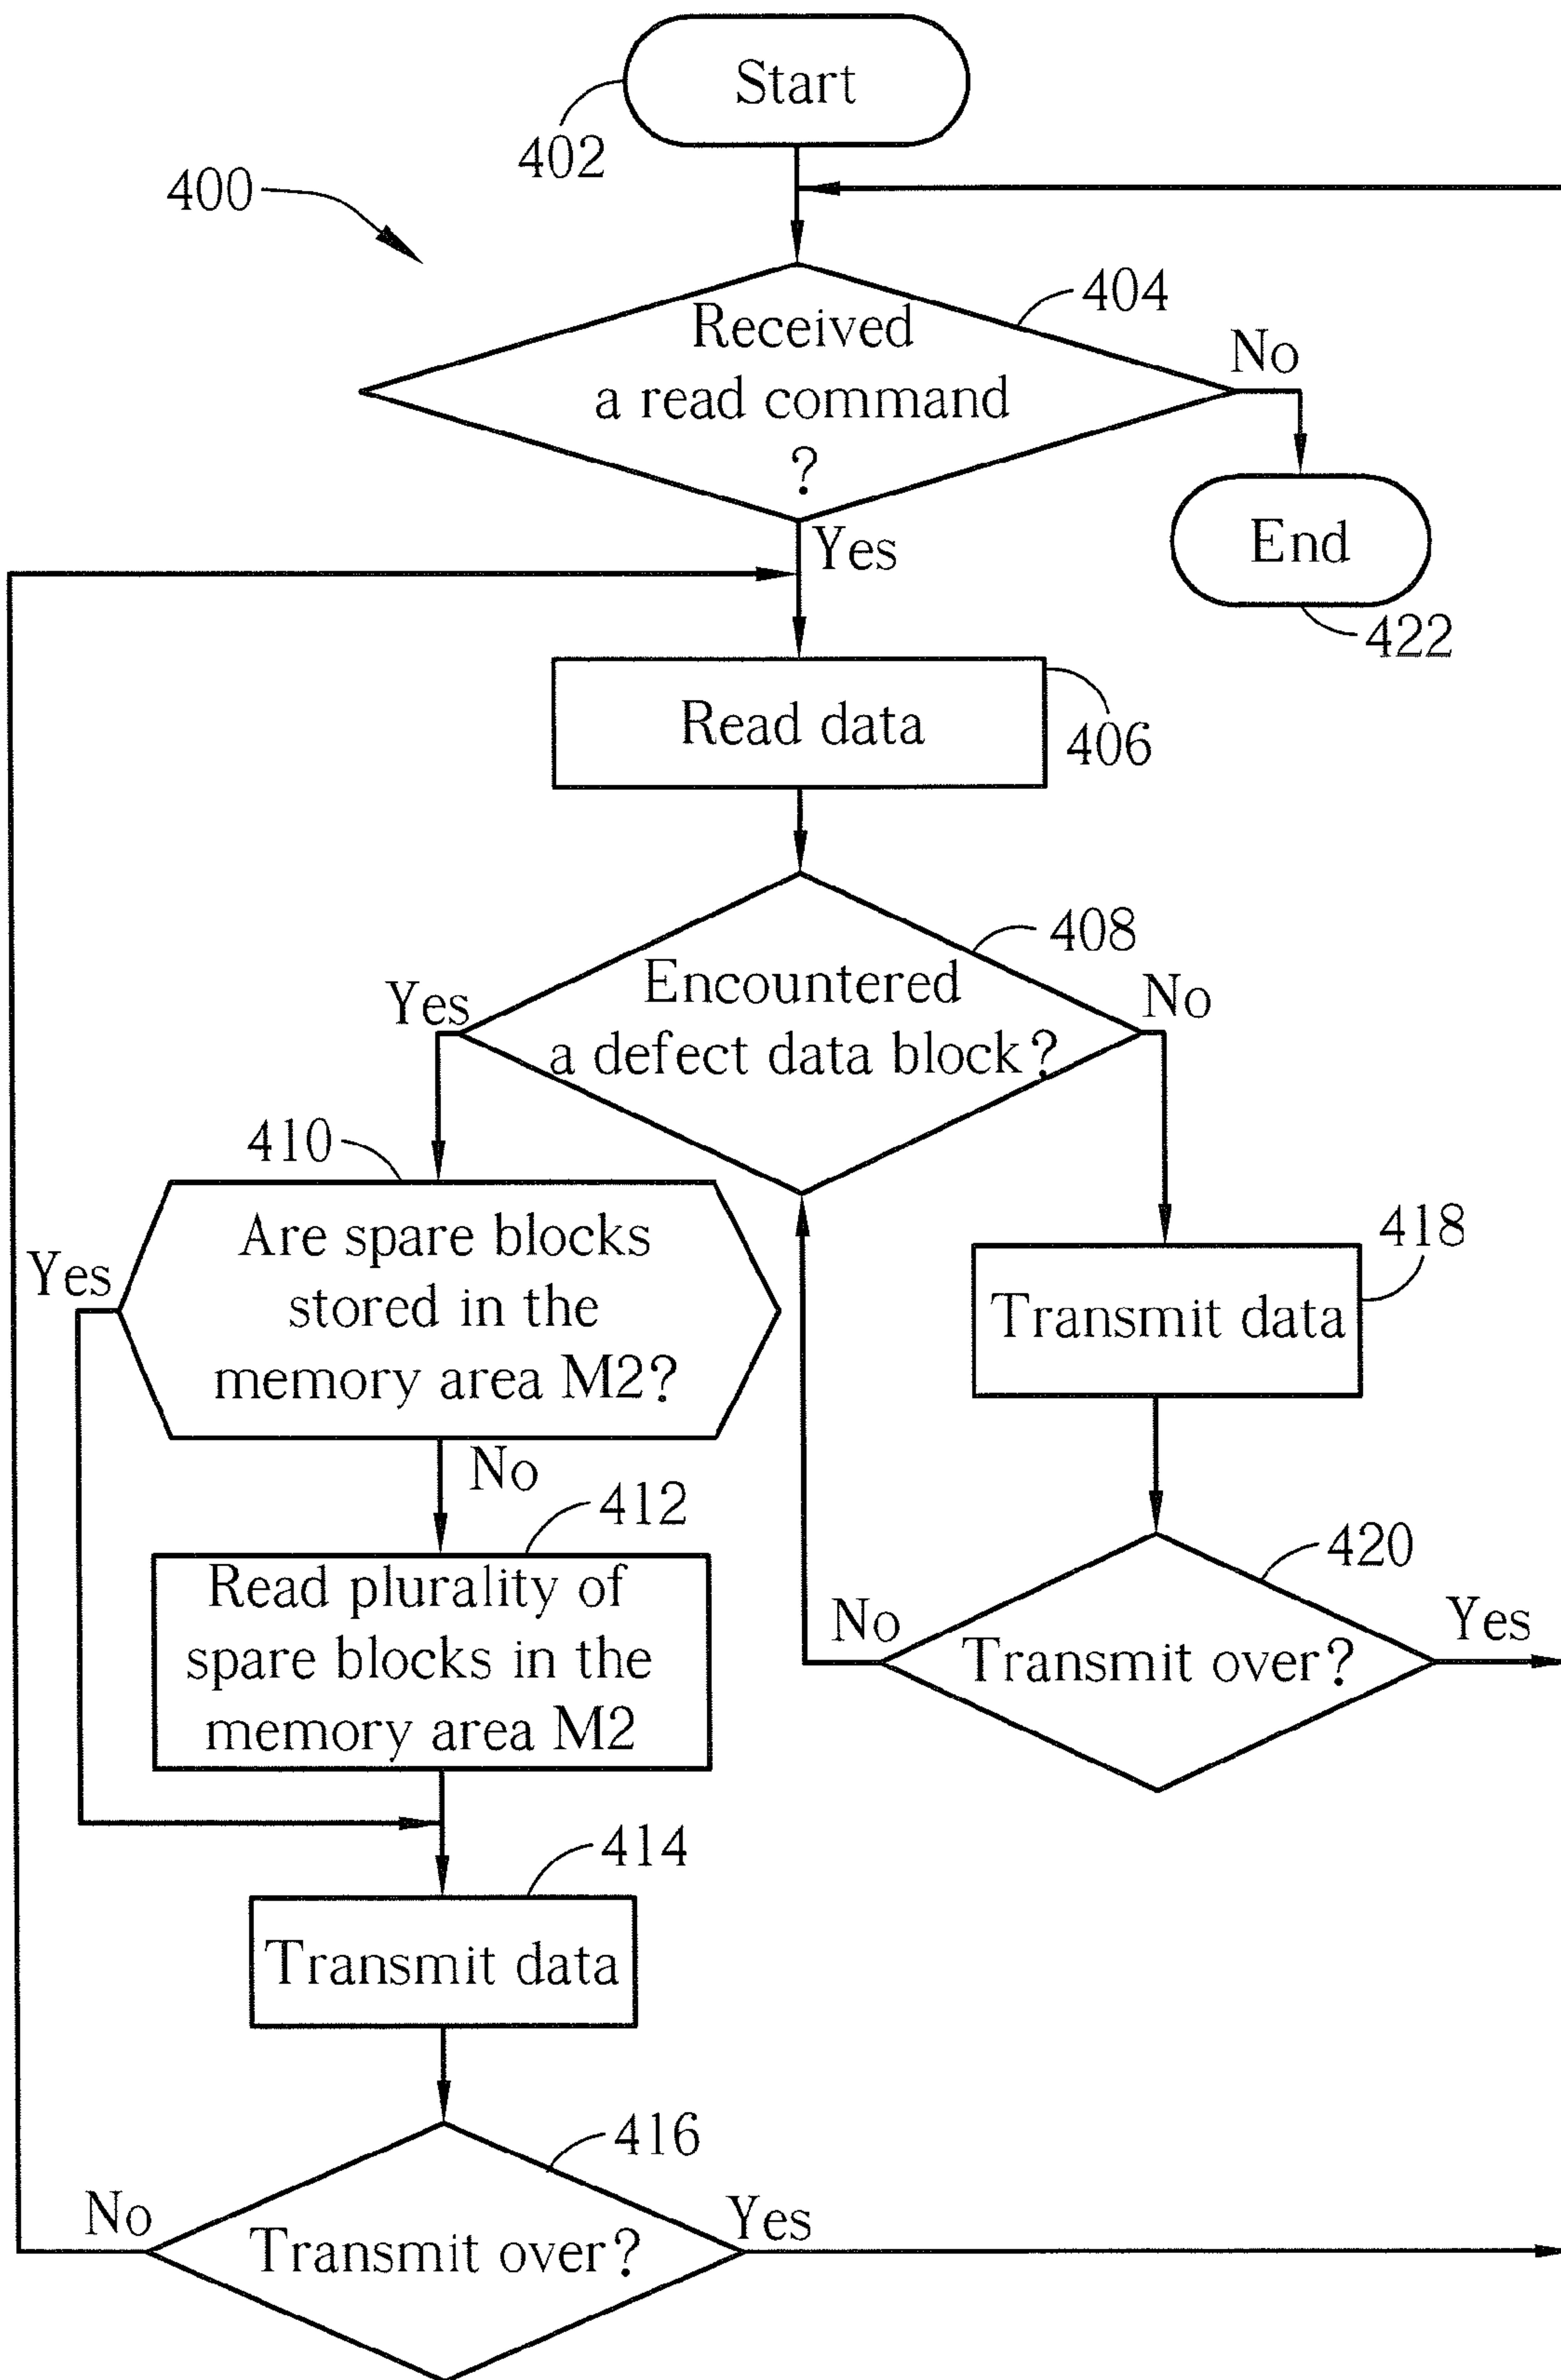 Start
402
400
Received
a read command
?
404
No
End
422
Yes
Read data
406
Encountered
a defect data block?
408
Yes
No
410
Are spare blocks
stored in the
memory area M2?
Yes
No
Transmit data
418
412
Read plurality of
spare blocks in the
memory area M2
420
Transmit over?
No
Yes
414
Transmit data
416
Transmit over?
No
Yes